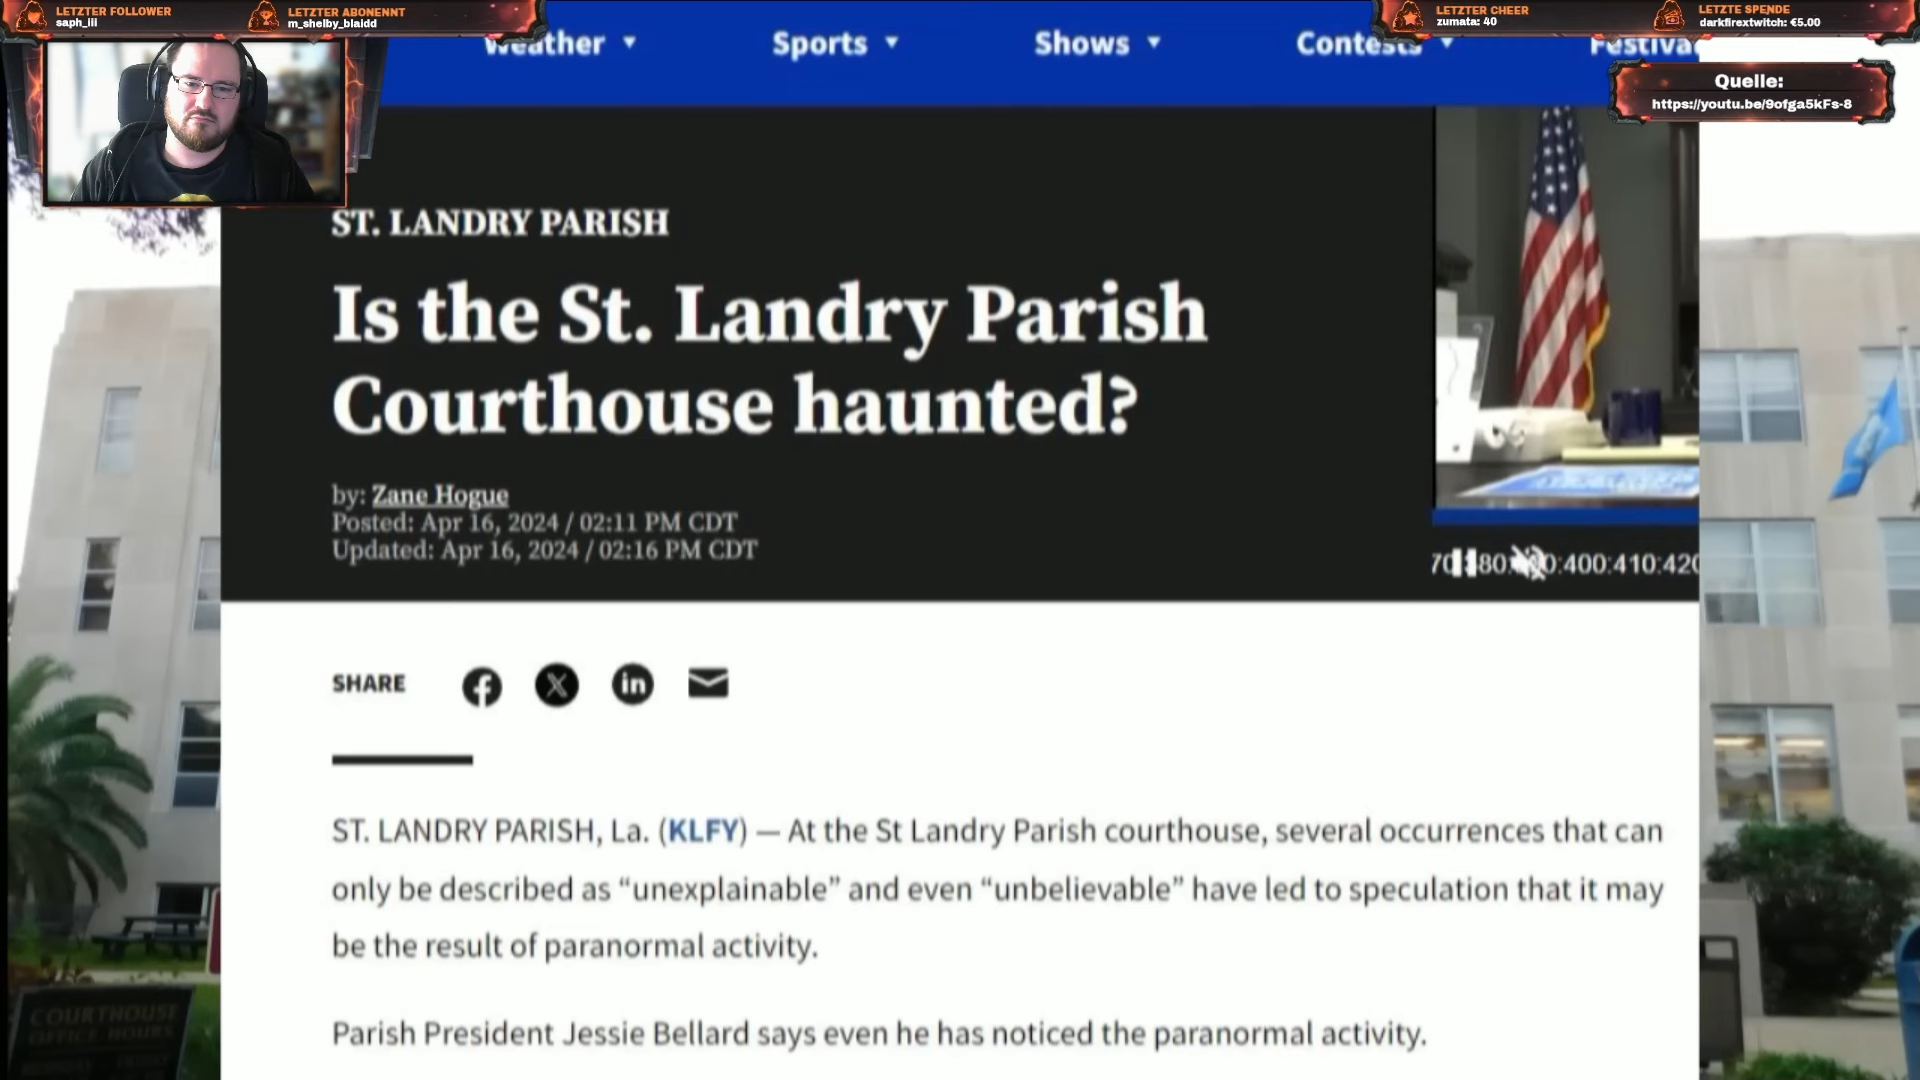 LETZTER FOLLOWER
saph_iii
LETZTER ABONENNT
m_shelby_blaidd
LETZTER CHEER
zumata: 40
LETZTE SPENDE
darkfirextwitch: €5.00
Weather
Sports
Shows
Contests
Quelle:
https://youtu.be/9ofga5kFs-8
ST. LANDRY PARISH
Is the St. Landry Parish
Courthouse haunted?
by: Zane Hogue
Posted: Apr 16, 2024 / 02:11 PM CDT
Updated: Apr 16, 2024 / 02:16 PM CDT
SHARE
ST. LANDRY PARISH, La. (KLFY) — At the St Landry Parish courthouse, several occurrences that can
only be described as “unexplainable” and even “unbelievable” have led to speculation that it may
be the result of paranormal activity.
Parish President Jessie Bellard says even he has noticed the paranormal activity.
COURTHOUSE
OFFICE HOURS